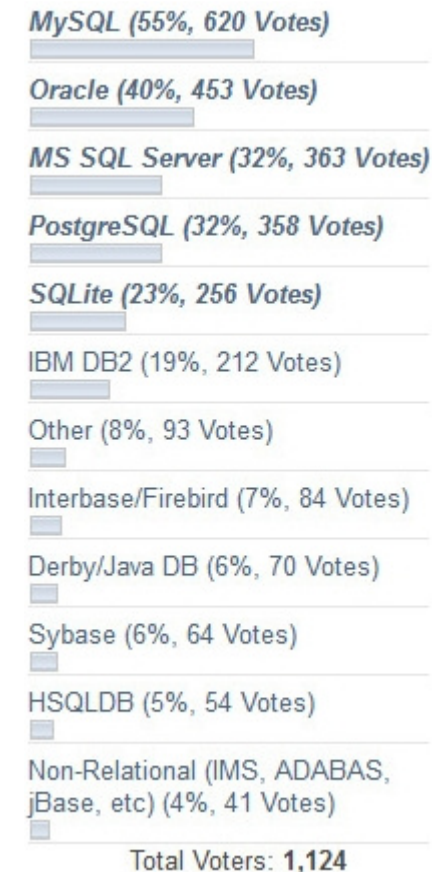 MySQL (55%, 620 Votes)
Oracle (40%, 453 Votes)
MS SQL Server (32%, 363 Votes)
PostgreSQL (32%, 358 Votes)
SQLite (23%, 256 Votes)
IBM DB2 (19%, 212 Votes)
Other (8%, 93 Votes)
Interbase/Firebird (7%, 84 Votes)
Derby/Java DB (6%, 70 Votes)
Sybase (6%, 64 Votes)
HSQLDB (5%, 54 Votes)
Non-Relational (IMS, ADABAS,
jBase, etc) (4%, 41 Votes)
Total Voters: 1,124